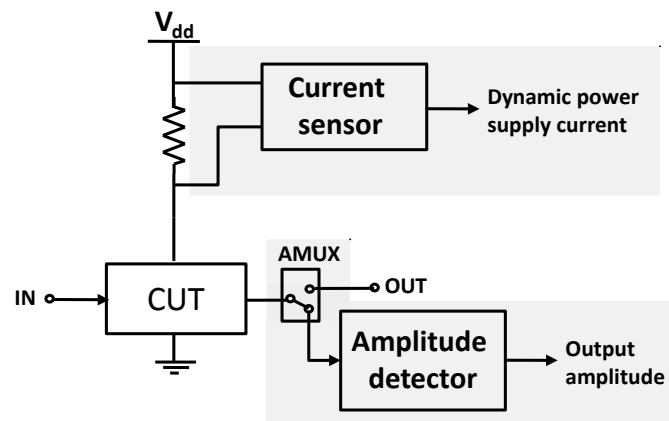 Vdd
Current
sensor
Dynamic power
supply current
AMUX
IN
CUT
OUT
Amplitude
detector
Output
amplitude